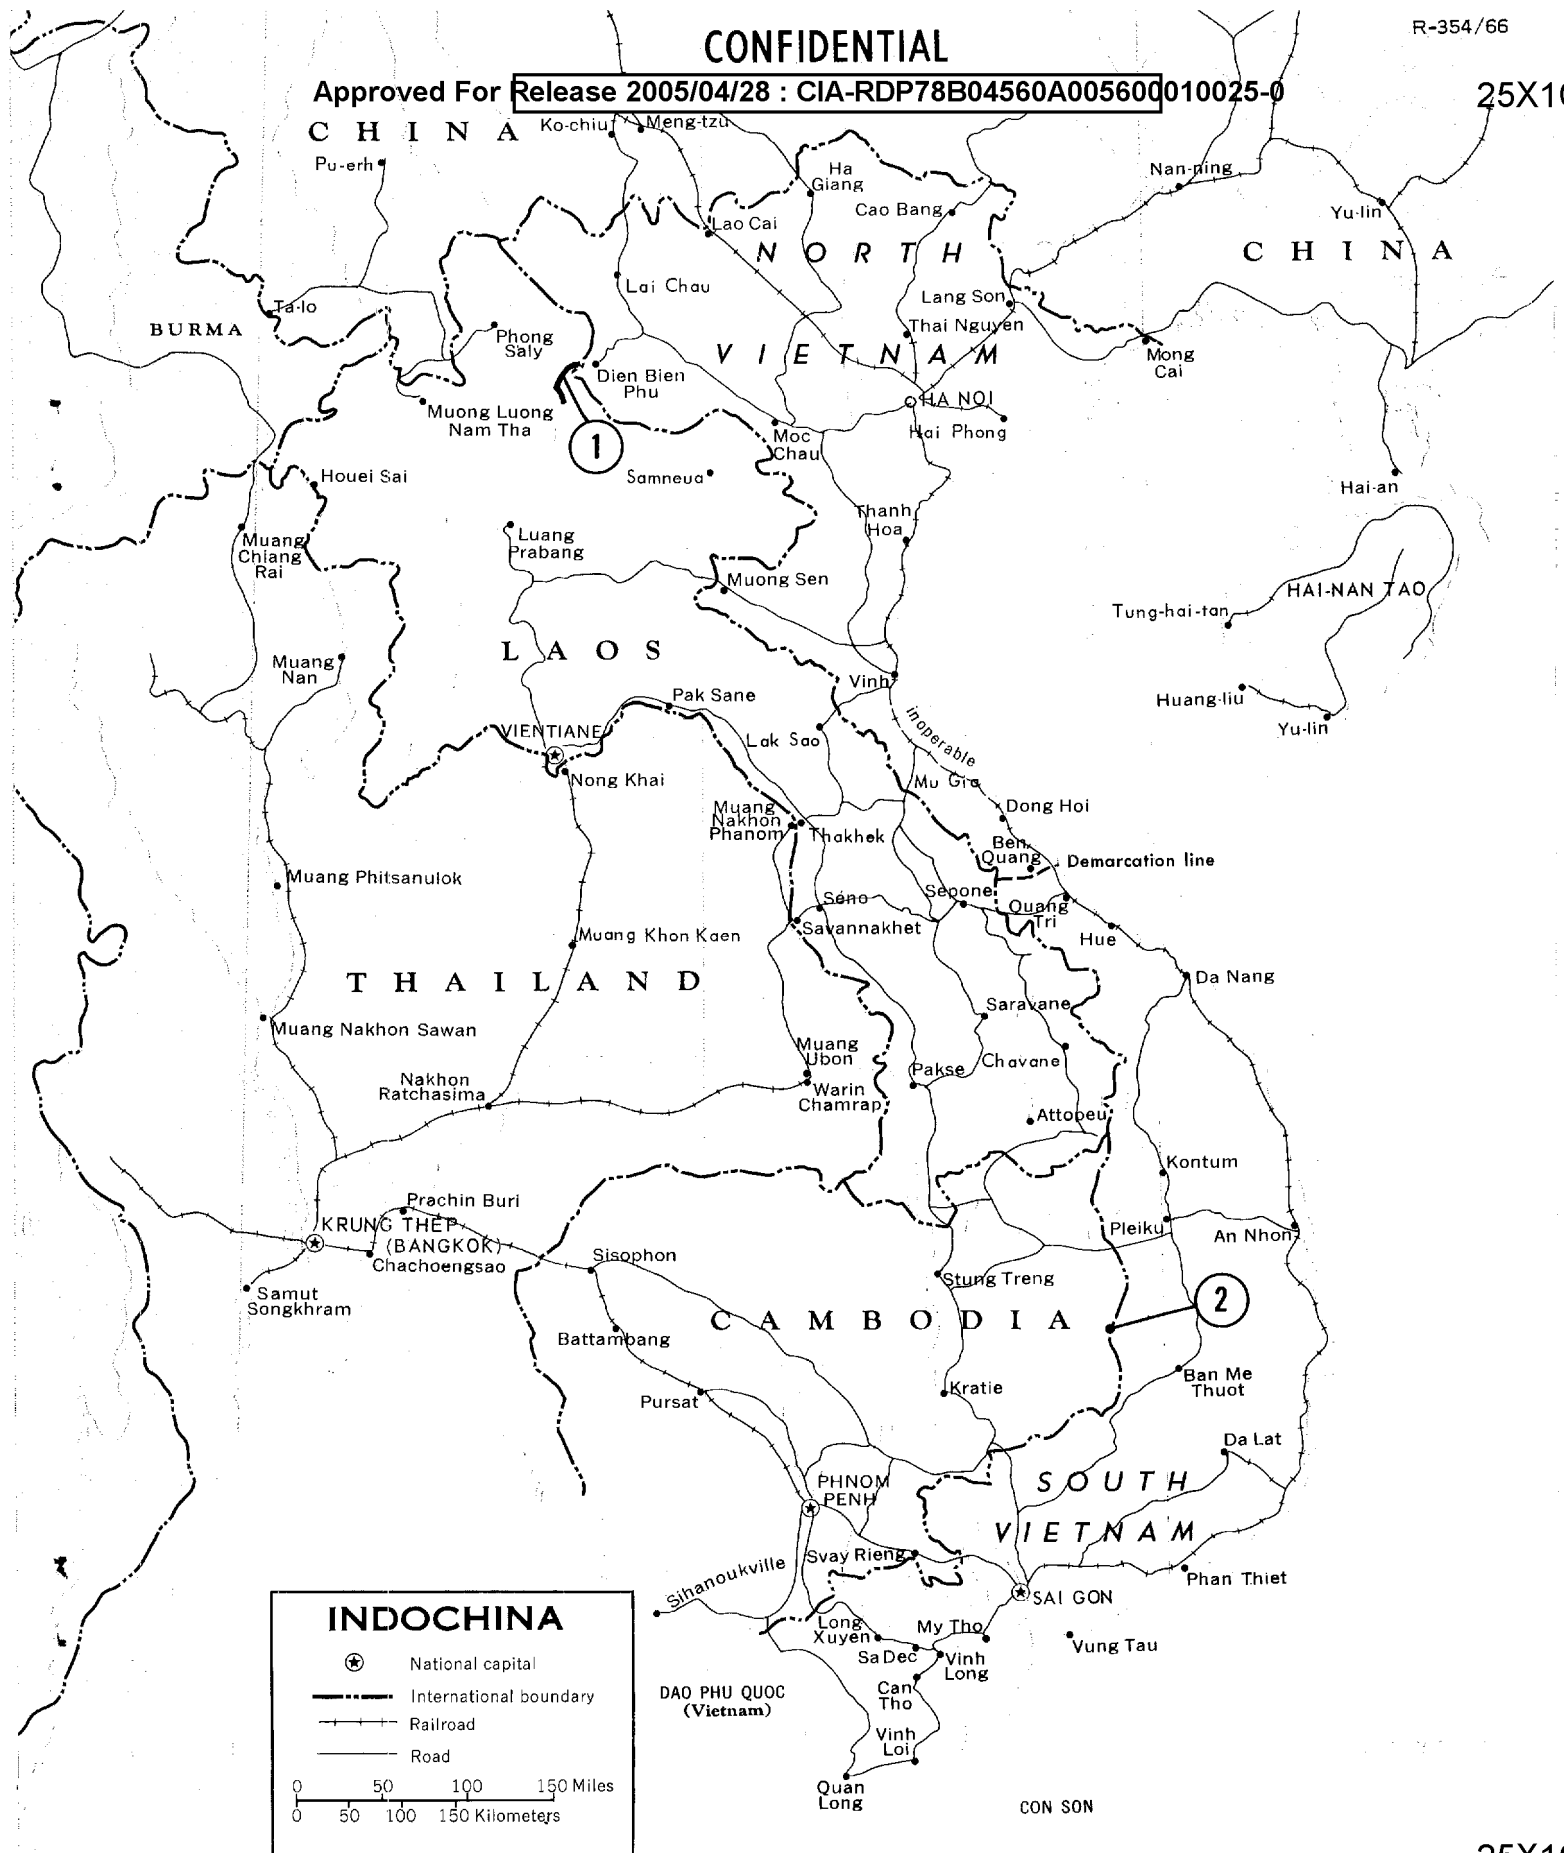 CONFIDENTIAL
R-354/66
Approved For Release 2005/04/28 : CIA-RDP78B04560A005600010025-0
CHINA
Ko-chiu
Meng-tzu
Pu-erh
Ha
Giang
Cao Bang
Nan-ning
Yu-lin
Lao Cai
NORTH
CHINA
Lai Chau
Lang Son
Ta-lo
BURMA
Phong
Saly
Thai Nguyen
VIETNAM
Mong
Cai
Dien Bien
Phu
HA NOI
Muong Luong
Nam Tha
1
Moc
Chau
Hai Phong
Houei Sai
Samneua
Hai-an
Muang
Chiang
Rai
Luang
Prabang
Thanh
Hoa
Muong Sen
HAI-NAN TAO
Tung-hai-tan
LAOS
Muang
Nan
Vinh
Pak Sane
Huang-liu
Yu-lin
VIENTIANE
Lak Sao
inoperable
Nong Khai
Mu Gia
Muang
Nakhon
Phanom
Thakhek
Dong Hoi
Ben
Quang
Demarcation line
Muang Phitsanulok
Séno
Sepone
Quang
Tri
Savannakhet
Hue
Muang Khon Kaen
THAILAND
Da Nang
Muang Nakhon Sawan
Saravane
Muang
Ubon
Chavane
Pakse
Nakhon
Ratchasima
Warin
Chamrap
Attopeu
Kontum
Prachin Buri
KRUNG THEP
(BANGKOK)
Chachoengsao
Pleiku
An Nhon
Sisophon
Stung Treng
Samut
Songkhram
CAMBODIA
2
Battambang
Ban Me
Thuot
Pursat
Kratie
Da Lat
PHNOM
PENH
SOUTH
VIETNAM
Svay Rieng
Sihanoukville
Phan Thiet
SAI GON
Long
Xuyen
My Tho
Sa Dec
Vinh
Long
Vung Tau
Can
Tho
DAO PHU QUOC
(Vietnam)
Vinh
Loi
Quan
Long
CON SON
INDOCHINA
National capital
International boundary
Railroad
Road
0 50 100 150 Miles
0 50 100 150 Kilometers